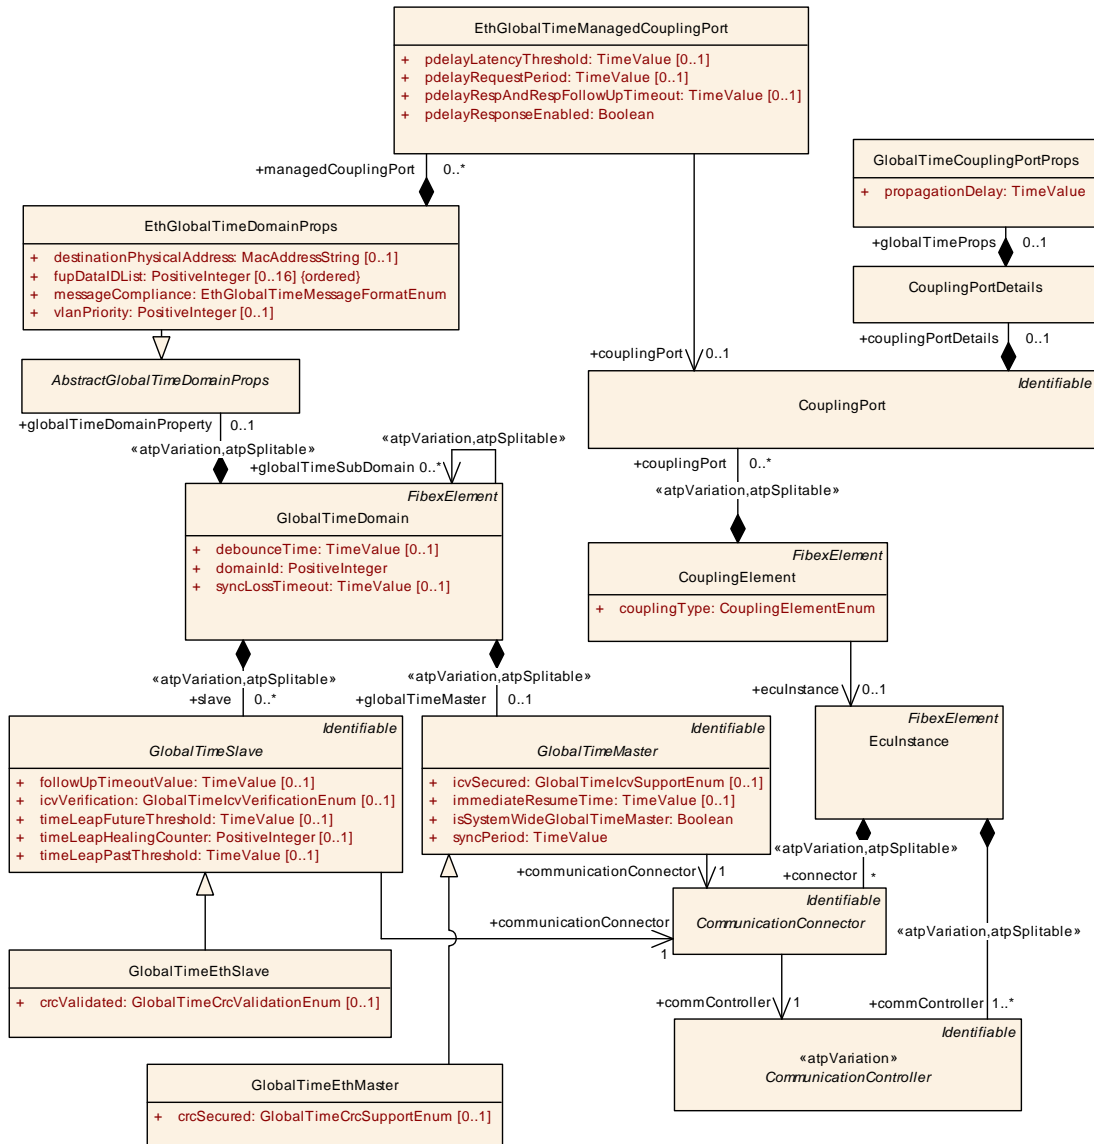 EthGlobalTimeManagedCouplingPort
+ pdelayLatencyThreshold: TimeValue [0..1]
+ pdelayRequestPeriod: TimeValue [0..1]
+ pdelayRespAndRespFollowUpTimeout: TimeValue [0..1]
+ pdelayResponseEnabled: Boolean
GlobalTimeCouplingPortProps
+ propagationDelay: TimeValue
+managedCouplingPort 0..*
EthGlobalTimeDomainProps
+ destinationPhysicalAddress: MacAddressString [0..1]
+ fupDataIDList: PositiveInteger [0..16] {ordered}
+ messageCompliance: EthGlobalTimeMessageFormatEnum
+ vlanPriority: PositiveInteger [0..1]
+globalTimeProps 0..1
CouplingPortDetails
+couplingPortDetails 0..1
+couplingPort 0..1
AbstractGlobalTimeDomainProps
Identifiable
CouplingPort
+globalTimeDomainProperty 0..1
«atpVariation,atpSplitable»
«atpVariation,atpSplitable»
+globalTimeSubDomain 0..*
+couplingPort 0..*
«atpVariation,atpSplitable»
FibexElement
GlobalTimeDomain
+ debounceTime: TimeValue [0..1]
+ domainId: PositiveInteger
+ syncLossTimeout: TimeValue [0..1]
FibexElement
CouplingElement
+ couplingType: CouplingElementEnum
«atpVariation,atpSplitable»
+slave 0..*
«atpVariation,atpSplitable»
+globalTimeMaster 0..1
+ecuInstance 0..1
Identifiable
GlobalTimeSlave
+ followUpTimeoutValue: TimeValue [0..1]
+ icvVerification: GlobalTimeIcvVerificationEnum [0..1]
+ timeLeapFutureThreshold: TimeValue [0..1]
+ timeLeapHealingCounter: PositiveInteger [0..1]
+ timeLeapPastThreshold: TimeValue [0..1]
Identifiable
GlobalTimeMaster
+ icvSecured: GlobalTimeIcvSupportEnum [0..1]
+ immediateResumeTime: TimeValue [0..1]
+ isSystemWideGlobalTimeMaster: Boolean
+ syncPeriod: TimeValue
FibexElement
EcuInstance
«atpVariation,atpSplitable»
+connector *
+communicationConnector 1
+communicationConnector
1
Identifiable
CommunicationConnector
«atpVariation,atpSplitable»
GlobalTimeEthSlave
+ crcValidated: GlobalTimeCrcValidationEnum [0..1]
+commController 1
+commController 1..*
Identifiable
«atpVariation»
CommunicationController
GlobalTimeEthMaster
+ crcSecured: GlobalTimeCrcSupportEnum [0..1]